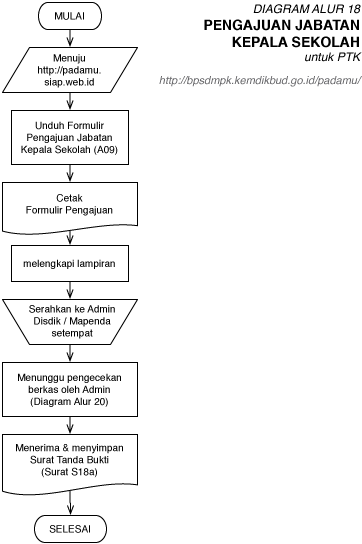 DIAGRAM ALUR 18
PENGAJUAN JABATAN
KEPALA SEKOLAH
untuk PTK
http://bpsdmpk.kemdikbud.go.id/padamu/
MULAI
Menuju
http://padamu.
siap.web.id
Unduh Formulir
Pengajuan Jabatan
Kepala Sekolah (A09)
Cetak
Formulir Pengajuan
melengkapi lampiran
Serahkan ke Admin
Disdik / Mapenda
setempat
Menunggu pengecekan
berkas oleh Admin
(Diagram Alur 20)
Menerima & menyimpan
Surat Tanda Bukti
(Surat S18a)
SELESAI